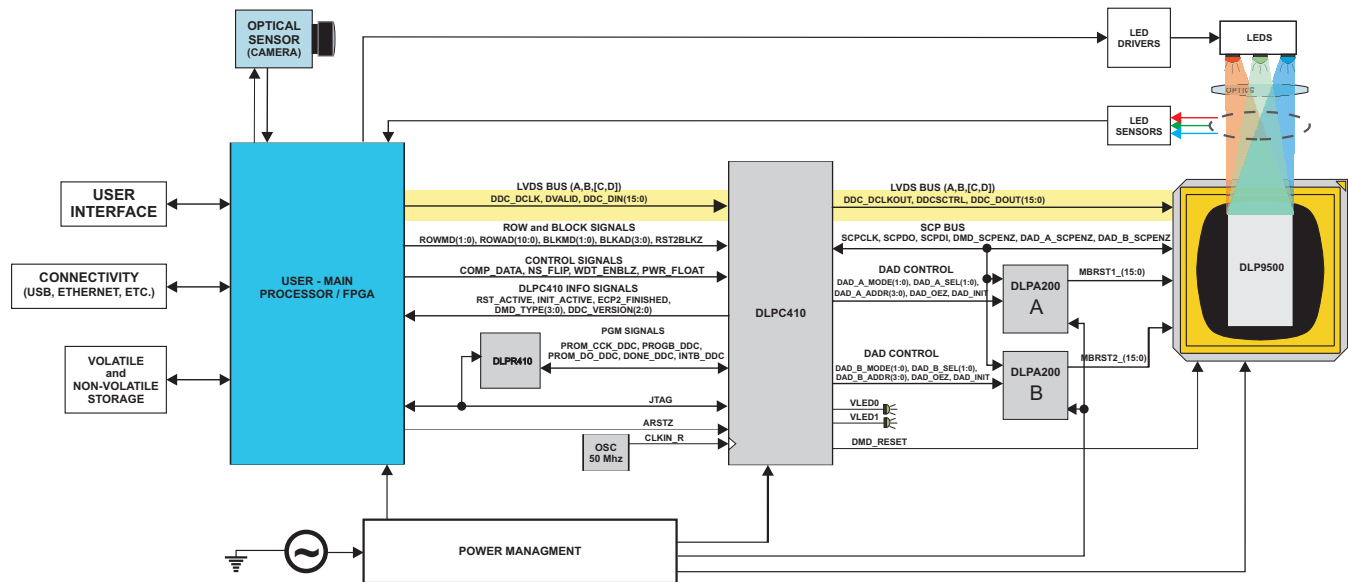 OPTICAL
SENSOR
(CAMERA)
LED
DRIVERS
LEDS
OPTICS
LED
SENSORS
USER
INTERFACE
CONNECTIVITY
(USB, ETHERNET, ETC.)
VOLATILE
and
NON-VOLATILE
STORAGE
USER - MAIN
PROCESSOR / FPGA
LVDS BUS (A,B,[C,D])
DDC_DCLK, DVALID, DDC_DIN(15:0)
ROW and BLOCK SIGNALS
ROWMD(1:0), ROWAD(10:0), BLKMD(1:0), BLKAD(3:0), RST2BLKZ
CONTROL SIGNALS
COMP_DATA, NS_FLIP, WDT_ENBLZ, PWR_FLOAT
DLPC410 INFO SIGNALS
RST_ACTIVE, INIT_ACTIVE, ECP2_FINISHED,
DMD_TYPE(3:0), DDC_VERSION(2:0)
PGM SIGNALS
PROM_CCK_DDC, PROGB_DDC,
PROM_DO_DDC, DONE_DDC, INTB_DDC
DLPR410
JTAG
ARSTZ
CLKIN_R
OSC
50 Mhz
DLPC410
LVDS BUS (A,B,[C,D])
DDC_DCLKOUT, DDCSCTRL, DDC_DOUT(15:0)
SCP BUS
SCPCLK, SCPDO, SCPDI, DMD_SCPENZ, DAD_A_SCPENZ, DAD_B_SCPENZ
DAD CONTROL
DAD_A_MODE(1:0), DAD_A_SEL(1:0),
DAD_A_ADDR(3:0), DAD_OEZ, DAD_INIT
DLPA200
A
MBRST1_(15:0)
DAD CONTROL
DAD_B_MODE(1:0), DAD_B_SEL(1:0),
DAD_B_ADDR(3:0), DAD_OEZ, DAD_INIT
DLPA200
B
MBRST2_(15:0)
VLED0
VLED1
DMD_RESET
DLP9500
~
POWER MANAGMENT